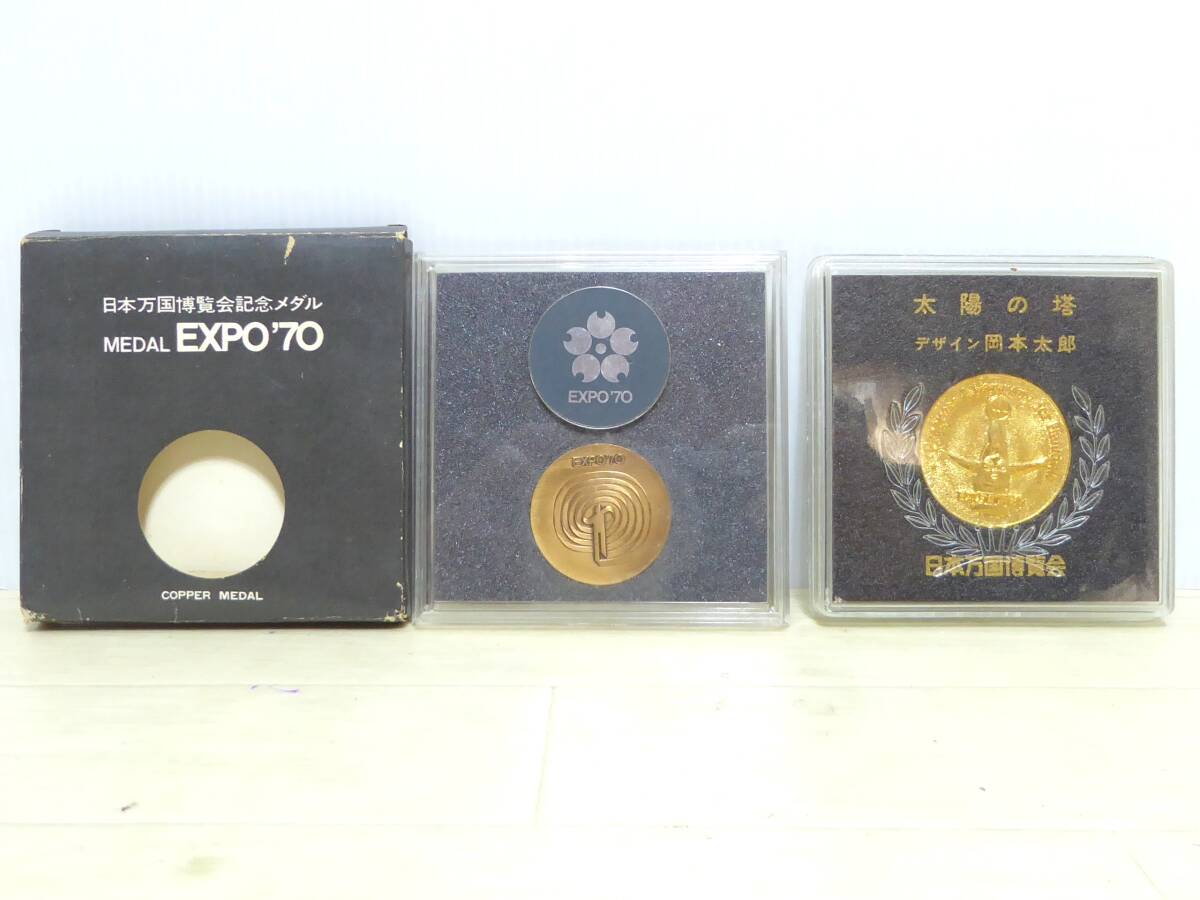 日本万国博覧会記念メダル
MEDAL EXPO'70
COPPER MEDAL
EXPO'70
EXPO'70
太陽の塔
デザイン岡本太郎
日本万国博覧会